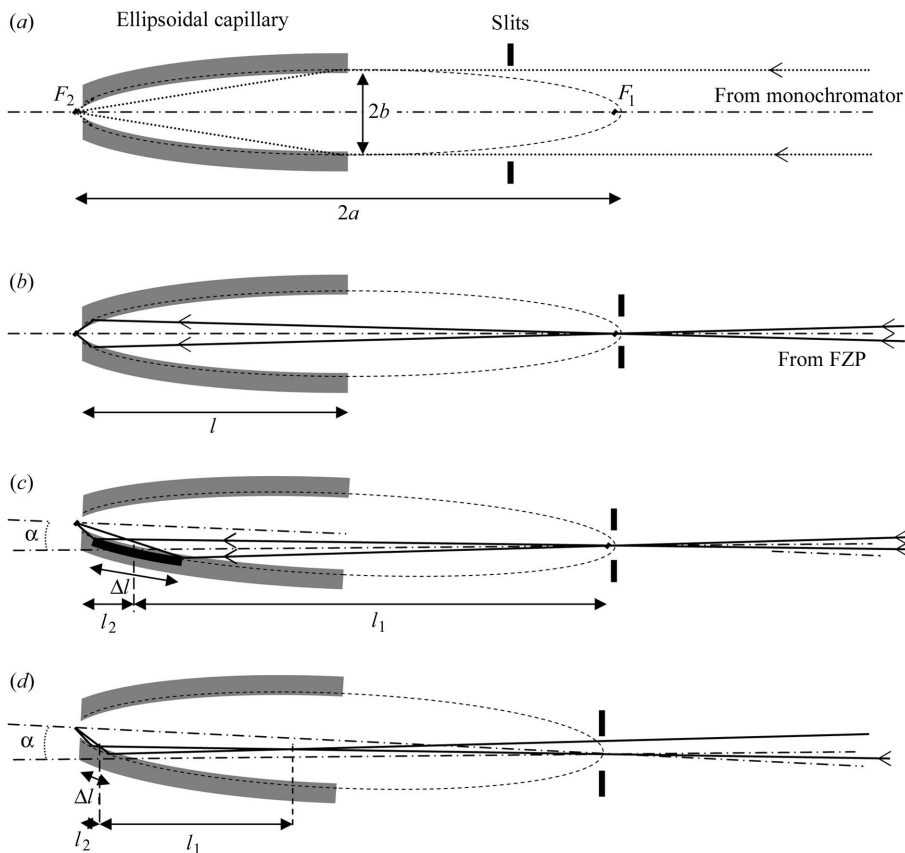 (a)
Ellipsoidal capillary
Slits
F2
F1
2b
From monochromator
2a
(b)
From FZP
l
(c)
α
Δl
l2
l1
(d)
α
Δl
l2
l1